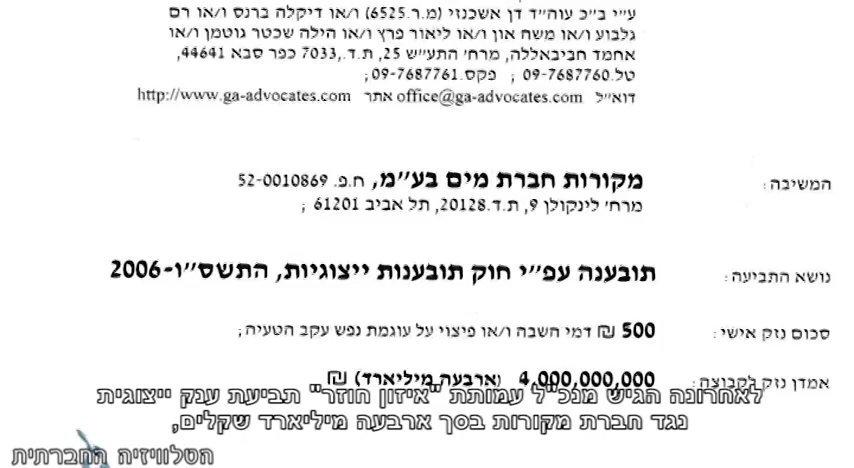 ע״י ב״כ עוה״ד דן אשכנזי (מ.ר.6525) ו/או דיקלה ברנס ו/או רם
גלבוע ו/או משה און ו/או ליאור פרץ ו/או הילה שכטר גוטמן ו/או
אחמד חביבאללה, מרח׳ התע״ש 25, ת.ד.7033, כפר סבא 44641,
טל.09-7687760 ; פקס.09-7687761;
דוא״ל office@ga-advocates.com אתר http://www.ga-advocates.com
המשיבה: מקורות חברת מים בע״מ, ח.פ. 52-0010869
מרח׳ לינקולן 9, ת.ד.20128, תל אביב 61201 ;
נושא התביעה: תובענה עפ״י חוק תובענות ייצוגיות, התשס״ו-2006
סכום נזק אישי: 500 ₪ דמי השבה ו/או פיצוי על עוגמת נפש עקב הטעיה;
אמדן נזק לקבוצה: 4,000,000,000 (ארבעה מיליארד) ₪
לאחרונה הגיש מנכ"ל עמותת "איזון חוזר" תביעת ענק ייצוגית
נגד חברת מקורות בסך ארבעה מיליארד שקלים,
הטלוויזיה החברתית